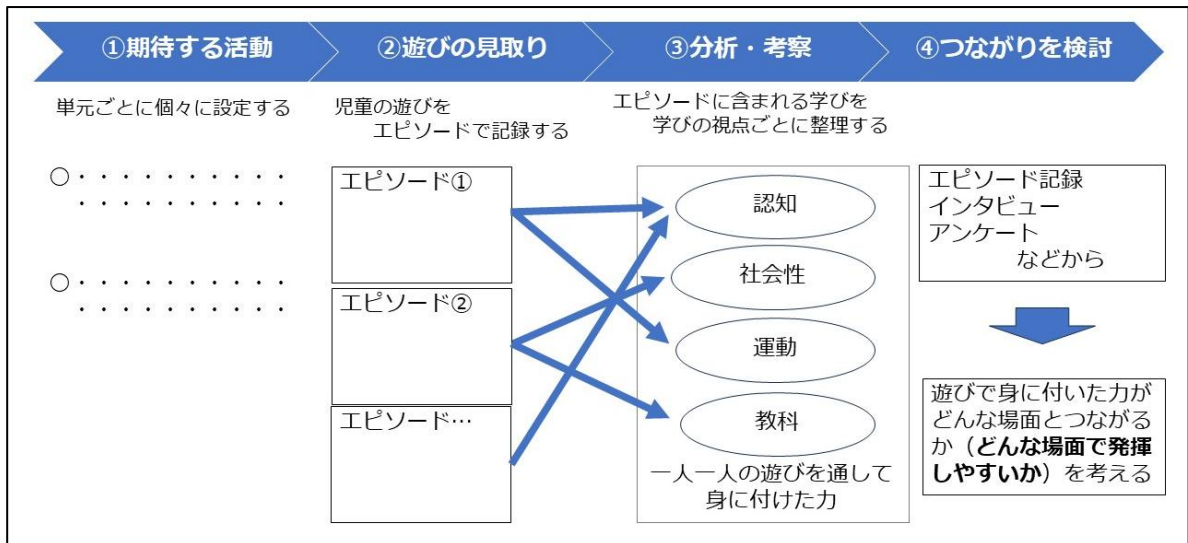 ①期待する活動
②遊びの見取り
③分析・考察
④つながりを検討
単元ごとに個々に設定する
○・・・・・・・・・・
・・・・・・・・・・
○・・・・・・・・・・
・・・・・・・・・・
児童の遊びを
エピソードで記録する
エピソード①
エピソード②
エピソード…
エピソードに含まれる学びを
学びの視点ごとに整理する
認知
社会性
運動
教科
一人一人の遊びを通して
身に付けた力
エピソード記録
インタビュー
アンケート
などから
遊びで身に付いた力が
どんな場面とつながる
か（どんな場面で発揮
しやすいか）を考える